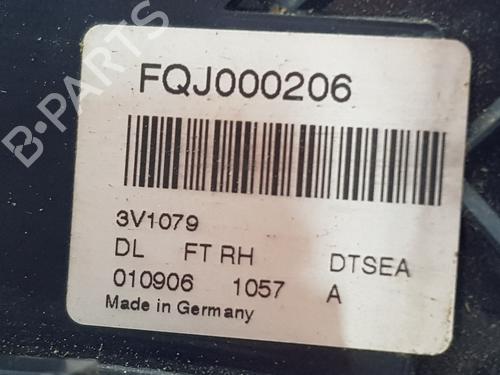 FQJ000206
3V1079
DL FT RH DTSEA
010906 1057 A
Made in Germany
B-PARTS